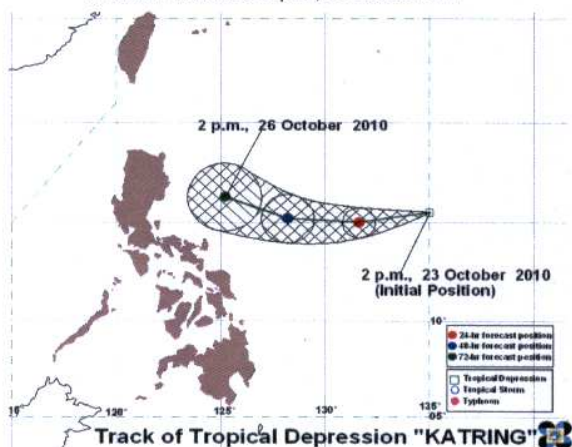 2 p.m., 26 October 2010
2 p.m., 23 October 2010
(Initial Position)
10°
24-hr forecast position
48-hr forecast position
72-hr forecast position
Tropical Depression
Tropical Storm
Typhoon
120
125
130
135°
05
Track of Tropical Depression "KATRING"